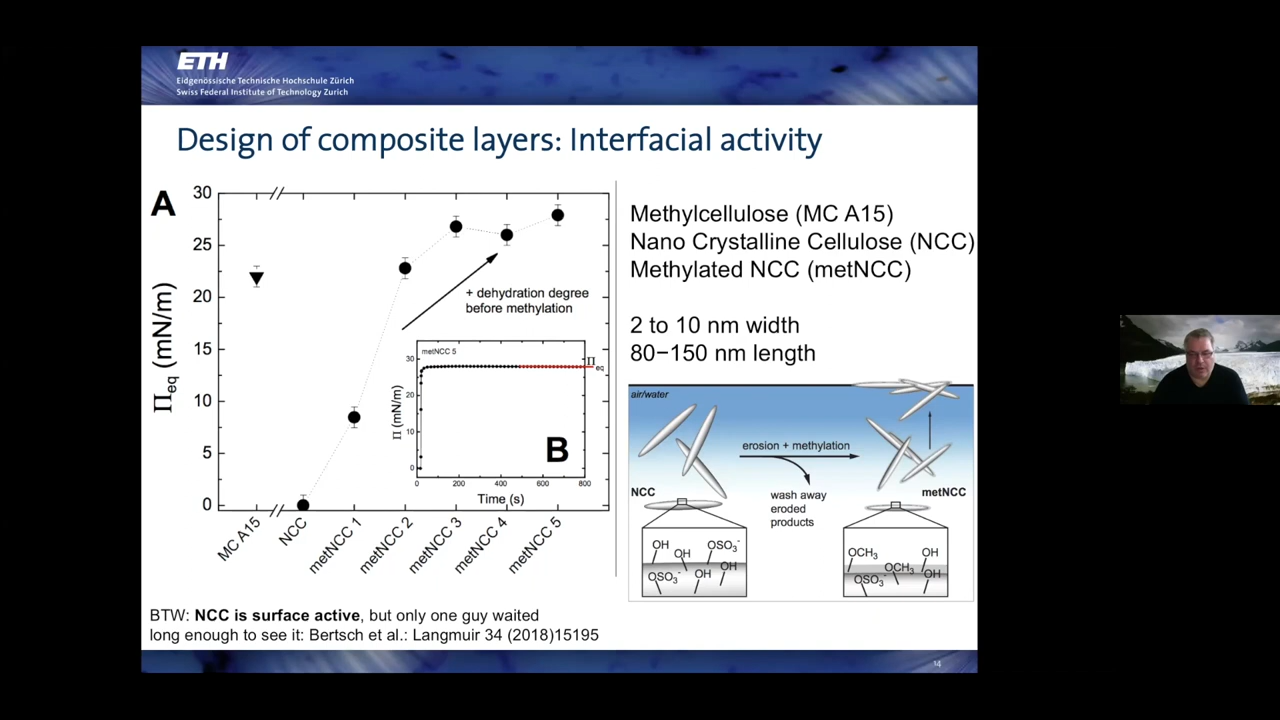 ETH
Eidgenössische Technische Hochschule Zürich
Swiss Federal Institute of Technology Zurich
Design of composite layers: Interfacial activity
A
30
25
20
15
10
5
0
Πeq (mN/m)
MC A15
NCC
metNCC 1
metNCC 2
metNCC 3
metNCC 4
metNCC 5
+ dehydration degree
before methylation
metNCC 5
Πeq
30
20
10
0
Π (mN/m)
B
0 200 400 600 800
Time (s)
Methylcellulose (MC A15)
Nano Crystalline Cellulose (NCC)
Methylated NCC (metNCC)
2 to 10 nm width
80−150 nm length
air/water
erosion + methylation
NCC
metNCC
wash away
eroded
products
OH
OH
OSO3-
OSO3-
OH
OH
OCH3
OH
OCH3
OSO3-
OH
BTW: NCC is surface active, but only one guy waited
long enough to see it: Bertsch et al.: Langmuir 34 (2018)15195
14